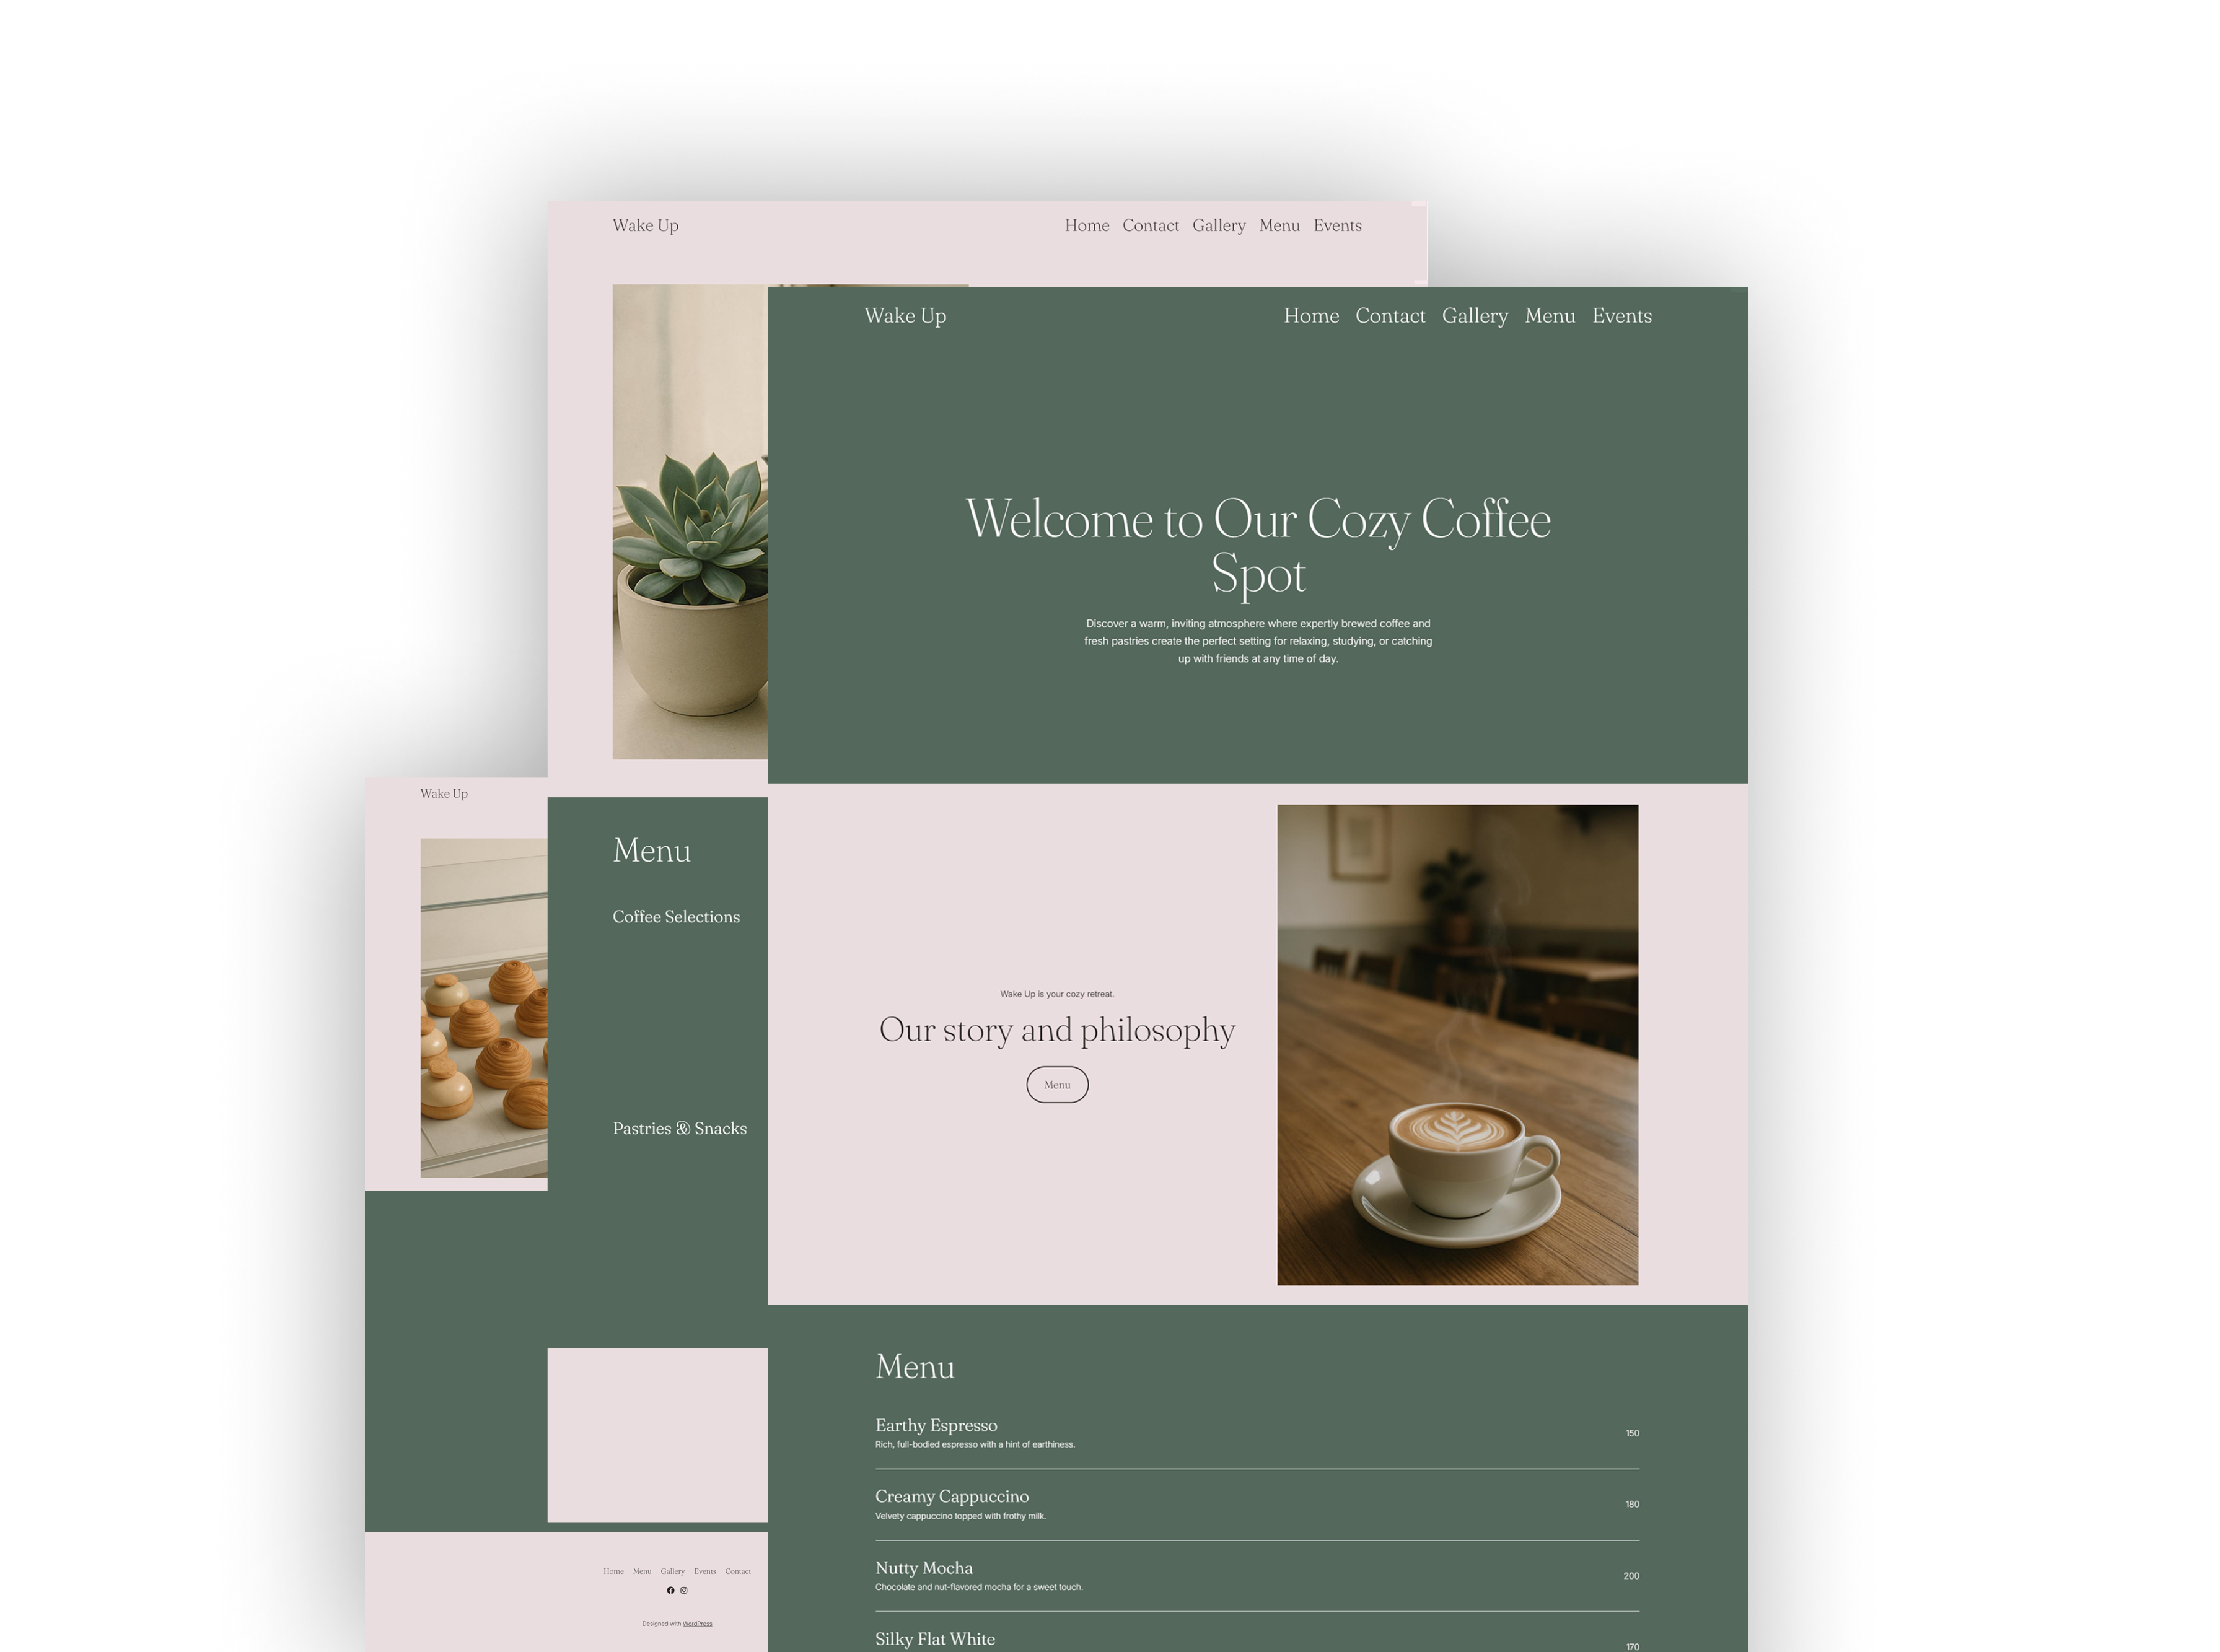 Wake Up
Home Contact Gallery Menu Events
Wake Up
Home Contact Gallery Menu Events
Welcome to Our Cozy Coffee
Spot
Discover a warm, inviting atmosphere where expertly brewed coffee and
fresh pastries create the perfect setting for relaxing, studying, or catching
up with friends at any time of day.
Wake Up
Menu
Coffee Selections
Pastries & Snacks
Wake Up is your cozy retreat.
Our story and philosophy
Menu
Menu
Earthy Espresso
Rich, full-bodied espresso with a hint of earthiness.
150
Creamy Cappuccino
Velvety cappuccino topped with frothy milk.
180
Nutty Mocha
Chocolate and nut-flavored mocha for a sweet touch.
200
Silky Flat White
170
Home Menu Gallery Events Contact
Designed with WordPress